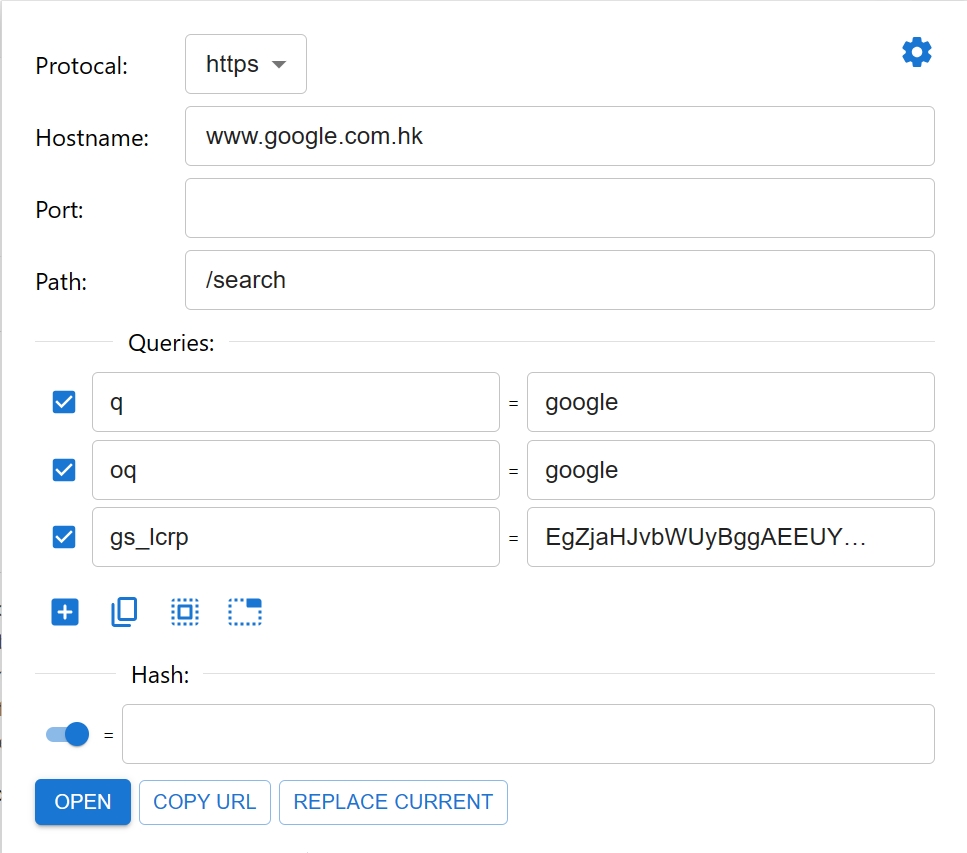 Protocal: https
Hostname: www.google.com.hk
Port:
Path: /search
Queries:
q = google
oq = google
gs_lcrp = EgZjaHJvbWUyBggAEEUY…
Hash:
=
OPEN COPY URL REPLACE CURRENT